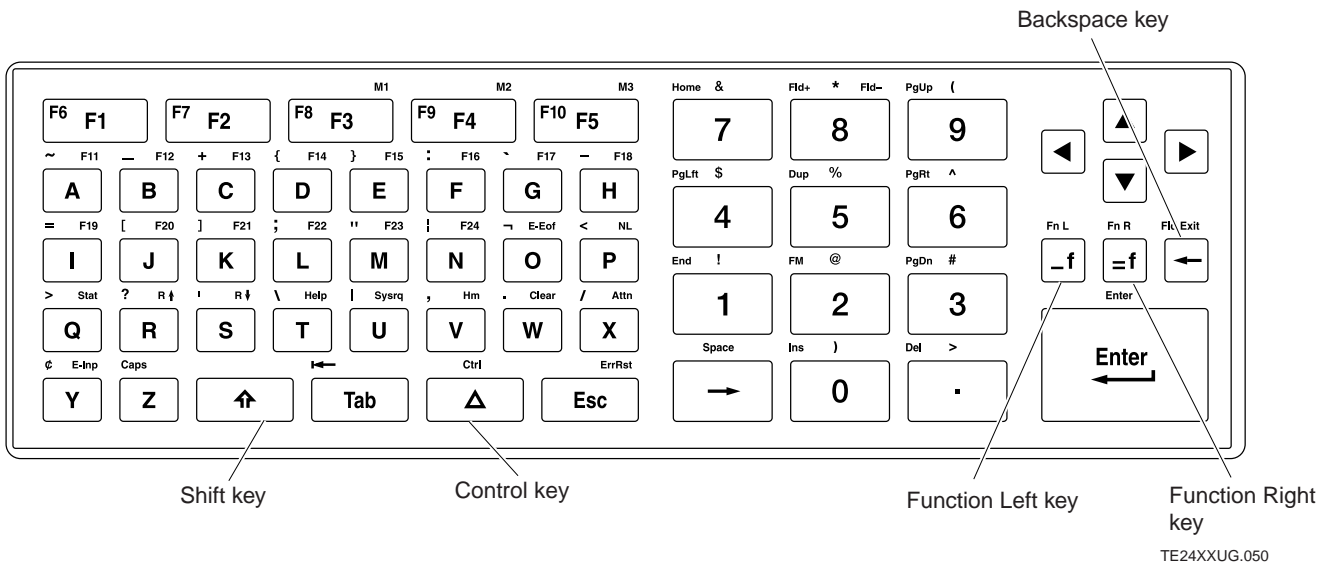 Backspace key
M1 M2 M3 Home & Fld+ * Fld– PgUp (
F6 F1 F7 F2 F8 F3 F9 F4 F10 F5 7 8 9 ▲
◀ ▶
~ F11 _ F12 + F13 { F14 } F15 : F16 ` F17 – F18
A B C D E F G H ▼
PgLft $ Dup % PgRt ^
4 5 6
= F19 [ F20 ] F21 ; F22 " F23 ¦ F24 ¬ E-Eof < NL Fn L Fn R Fld Exit
I J K L M N O P _f =f ←
End ! FM @ PgDn # Enter
> Stat ? R⬆ ' R⬇ \ Help | Sysrq , Hm . Clear / Attn
Q R S T U V W X 1 2 3
¢ E-Inp Caps ⇤ Ctrl ErrRst Space Ins ) Del > Enter
Y Z ⇑ Tab △ Esc → 0 .
Shift key Control key Function Left key Function Right
key
TE24XXUG.050